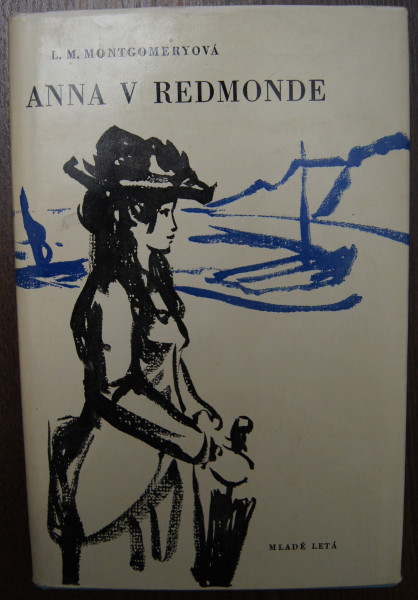 L. M. MONTGOMERYOVÁ
ANNA V REDMONDE
MLADÉ LETÁ